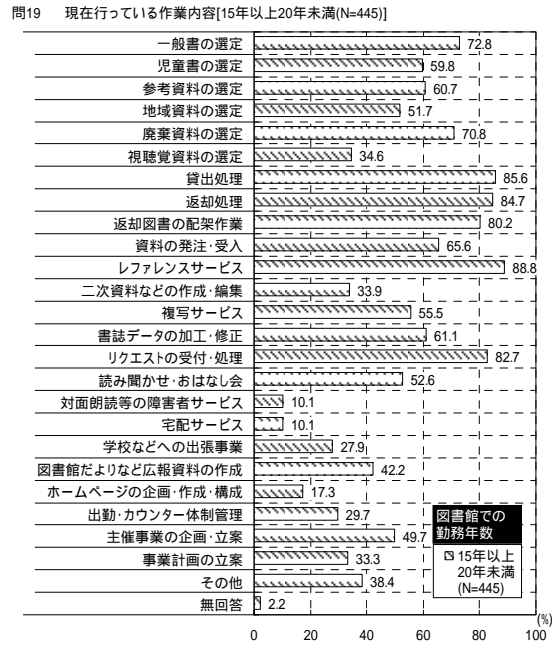 問19　現在行っている作業内容[15年以上20年未満(N=445)]
一般書の選定 72.8
児童書の選定 59.8
参考資料の選定 60.7
地域資料の選定 51.7
廃棄資料の選定 70.8
視聴覚資料の選定 34.6
貸出処理 85.6
返却処理 84.7
返却図書の配架作業 80.2
資料の発注・受入 65.6
レファレンスサービス 88.8
二次資料などの作成・編集 33.9
複写サービス 55.5
書誌データの加工・修正 61.1
リクエストの受付・処理 82.7
読み聞かせ・おはなし会 52.6
対面朗読等の障害者サービス 10.1
宅配サービス 10.1
学校などへの出張事業 27.9
図書館だよりなど広報資料の作成 42.2
ホームページの企画・作成・構成 17.3
出勤・カウンター体制管理 29.7
主催事業の企画・立案 49.7
事業計画の立案 33.3
その他 38.4
無回答 2.2
図書館での
勤務年数
15年以上
20年未満
(N=445)
(%)
0 20 40 60 80 100